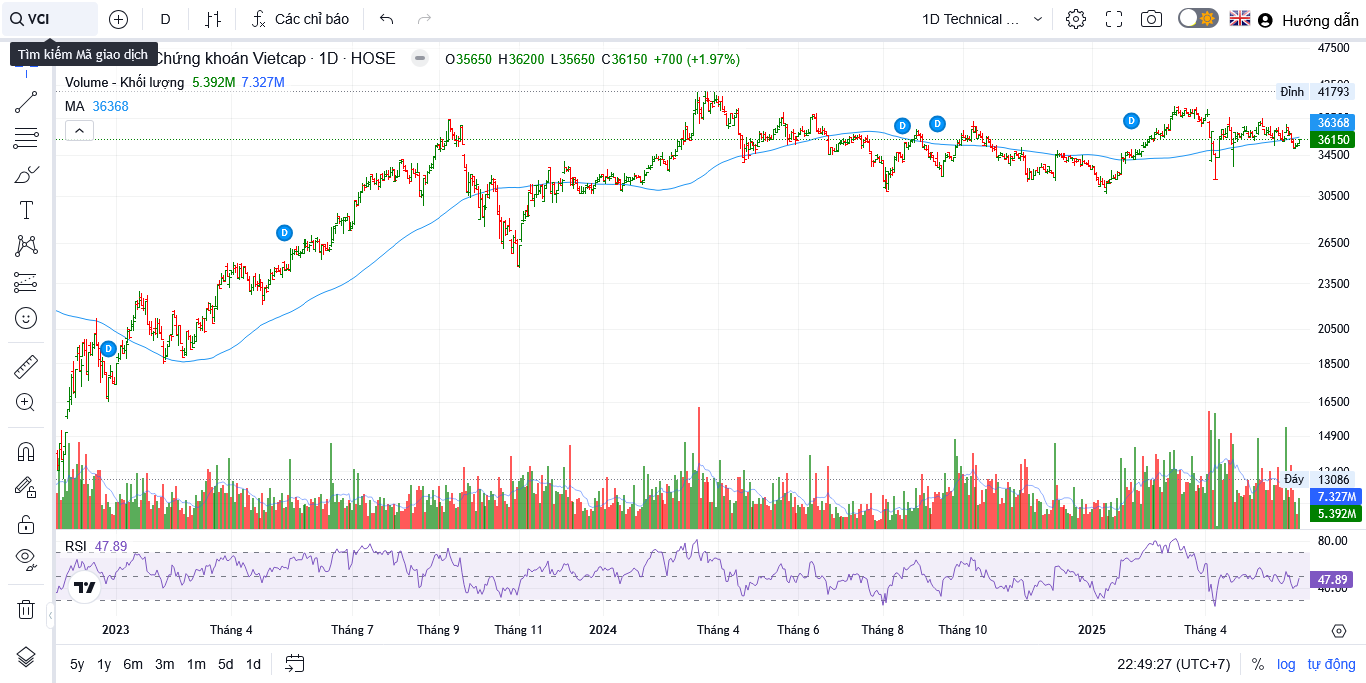 VCI
D
Các chỉ báo
1D Technical ...
Hướng dẫn
Tìm kiếm Mã giao dịch
Chứng khoán Vietcap · 1D · HOSE
O35650 H36200 L35650 C36150 +700 (+1.97%)
Volume - Khối lượng 5.392M 7.327M
MA 36368
47500
Đỉnh 41793
36368
36150
34500
30500
26500
23500
20500
18500
16500
14900
Đáy 13086
7.327M
5.392M
D
D
D
D
D
RSI 47.89
80.00
47.89
40.00
2023 Tháng 4 Tháng 7 Tháng 9 Tháng 11 2024 Tháng 4 Tháng 6 Tháng 8 Tháng 10 2025 Tháng 4
5y 1y 6m 3m 1m 5d 1d
22:49:27 (UTC+7) % log tự động